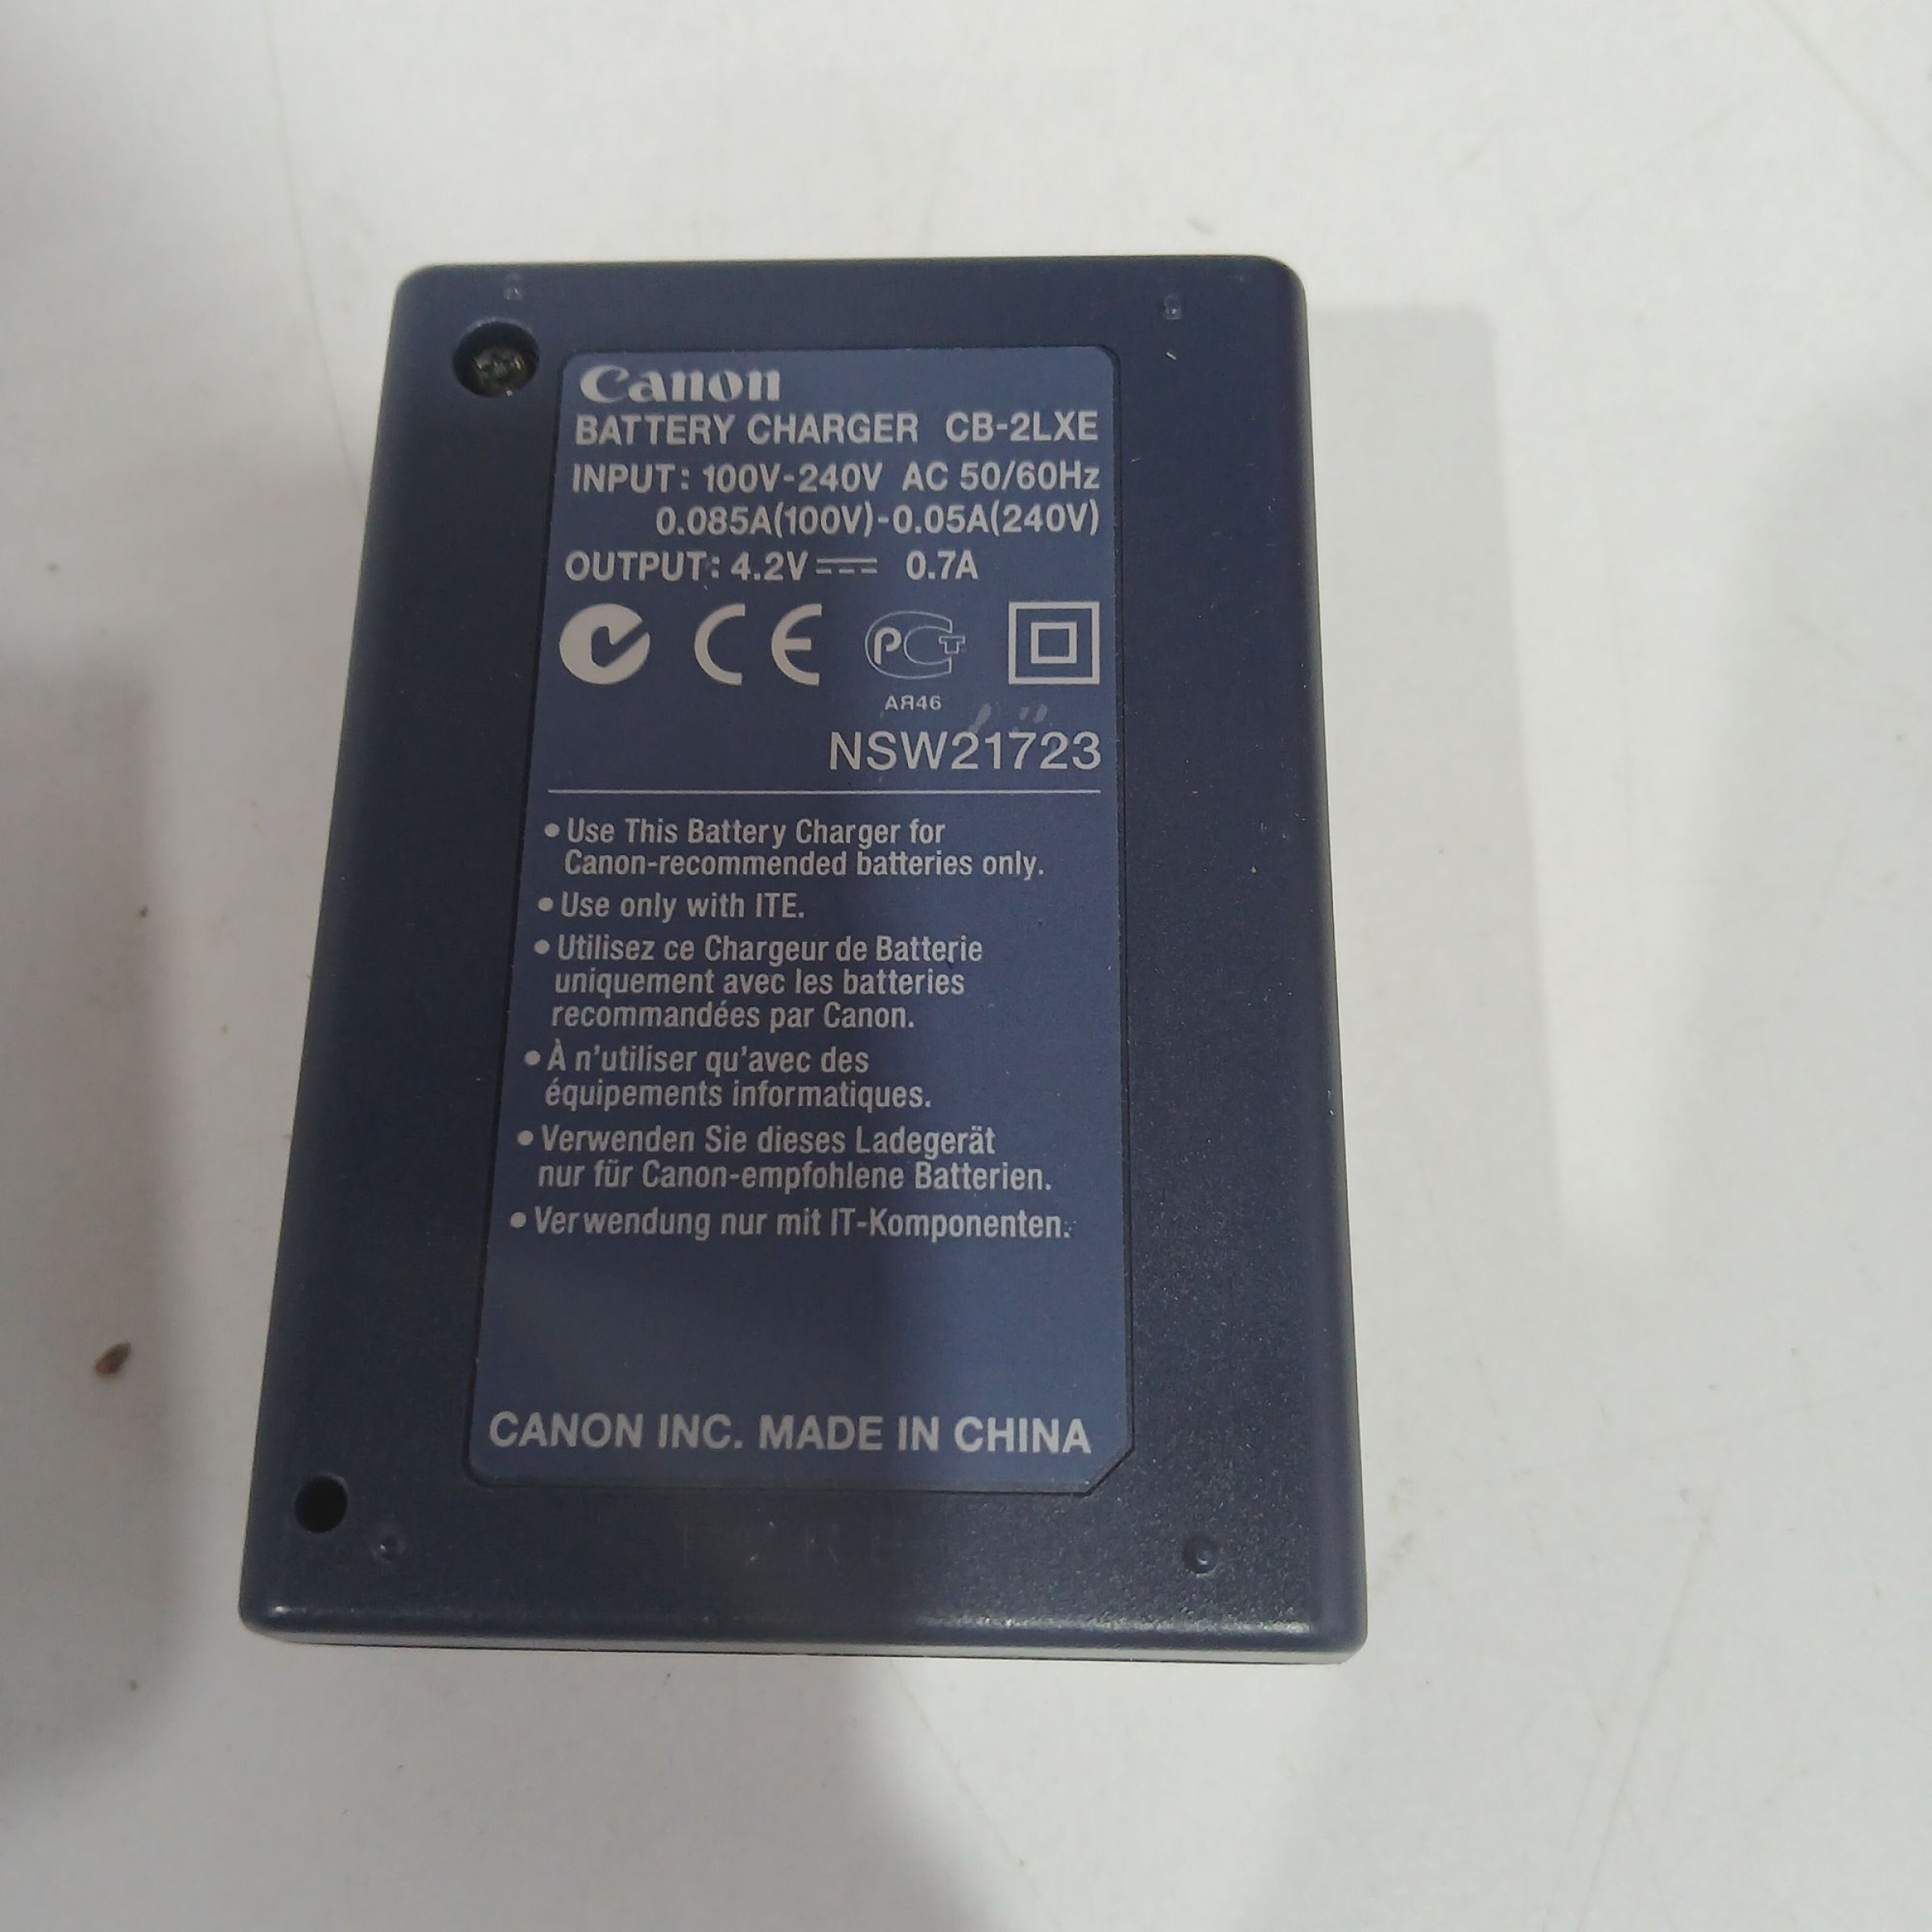 Canon
BATTERY CHARGER CB-2LXE
INPUT: 100V-240V AC 50/60Hz
0.085A(100V)-0.05A(240V)
OUTPUT: 4.2V⎓ 0.7A
CE
PCT
АЯ46
NSW21723
• Use This Battery Charger for
Canon-recommended batteries only.
• Use only with ITE.
• Utilisez ce Chargeur de Batterie
uniquement avec les batteries
recommandées par Canon.
• À n'utiliser qu'avec des
équipements informatiques.
• Verwenden Sie dieses Ladegerät
nur für Canon-empfohlene Batterien.
• Verwendung nur mit IT-Komponenten.
CANON INC. MADE IN CHINA